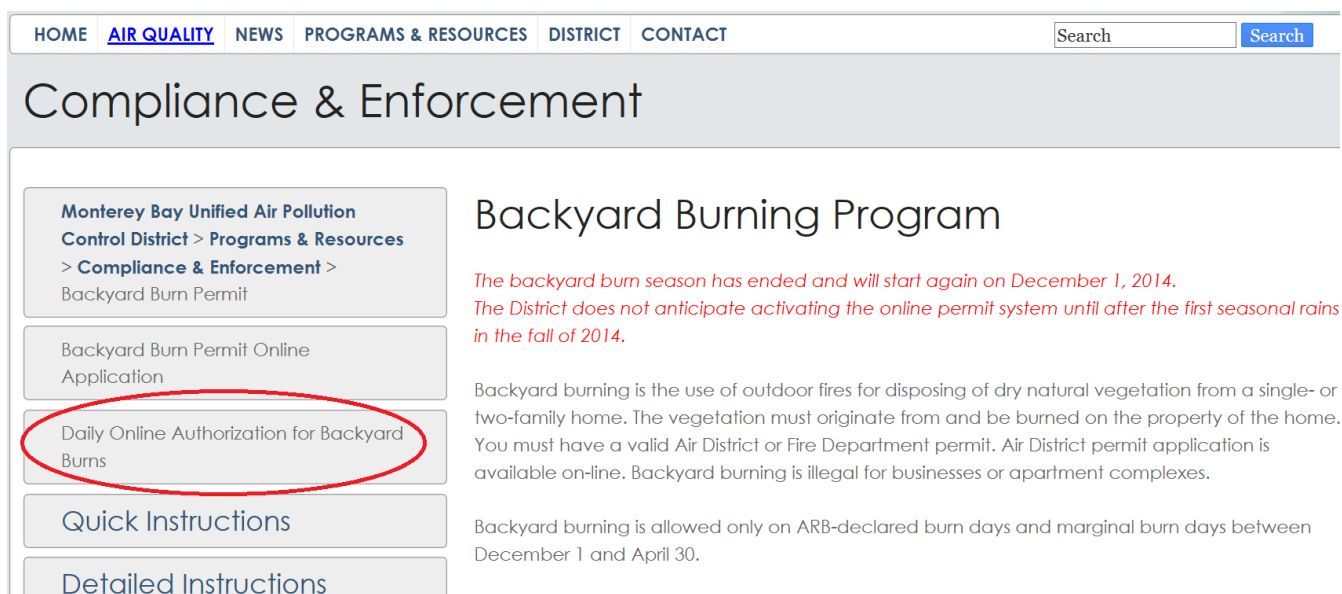 HOME AIR QUALITY NEWS PROGRAMS & RESOURCES DISTRICT CONTACT Search Search
Compliance & Enforcement
Monterey Bay Unified Air Pollution
Control District > Programs & Resources
> Compliance & Enforcement >
Backyard Burn Permit
Backyard Burn Permit Online
Application
Daily Online Authorization for Backyard
Burns
Quick Instructions
Detailed Instructions
Backyard Burning Program
The backyard burn season has ended and will start again on December 1, 2014.
The District does not anticipate activating the online permit system until after the first seasonal rains
in the fall of 2014.
Backyard burning is the use of outdoor fires for disposing of dry natural vegetation from a single- or
two-family home. The vegetation must originate from and be burned on the property of the home.
You must have a valid Air District or Fire Department permit. Air District permit application is
available on-line. Backyard burning is illegal for businesses or apartment complexes.
Backyard burning is allowed only on ARB-declared burn days and marginal burn days between
December 1 and April 30.